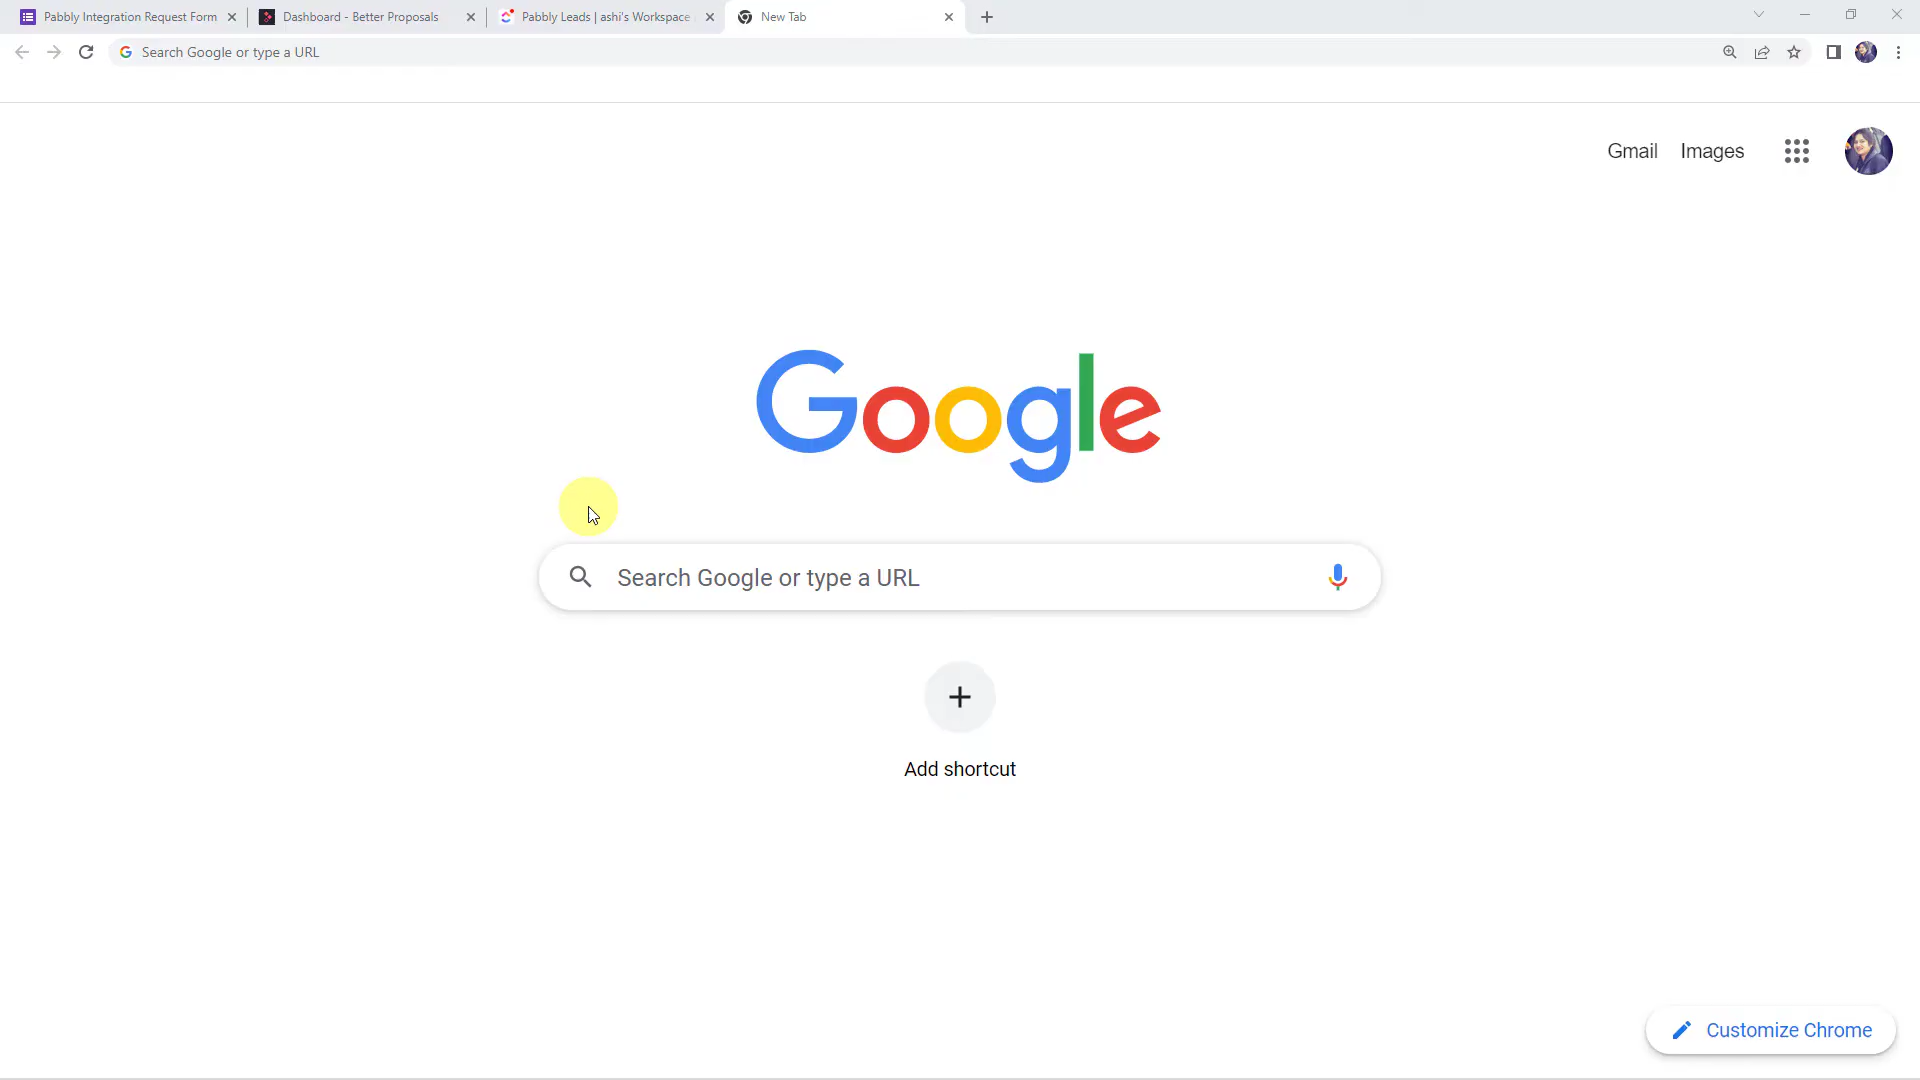 Pabbly Integration Request Form
Dashboard - Better Proposals
Pabbly Leads | ashi's Workspace
New Tab
Search Google or type a URL
Gmail
Images
Google
Search Google or type a URL
Add shortcut
Customize Chrome